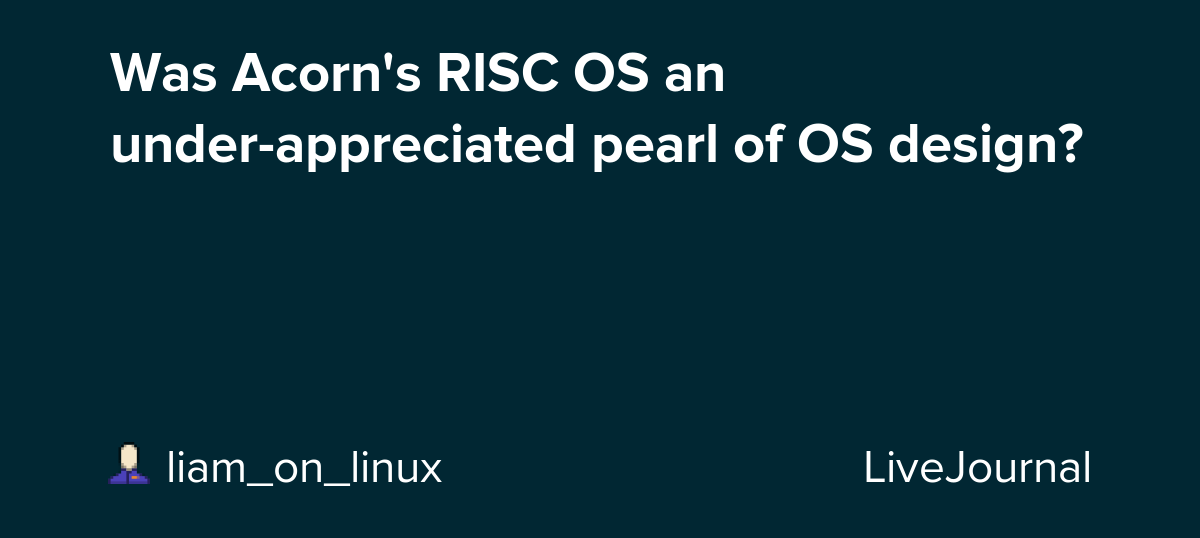 Was Acorn's RISC OS an
under-appreciated pearl of OS design?
liam_on_linux
LiveJournal